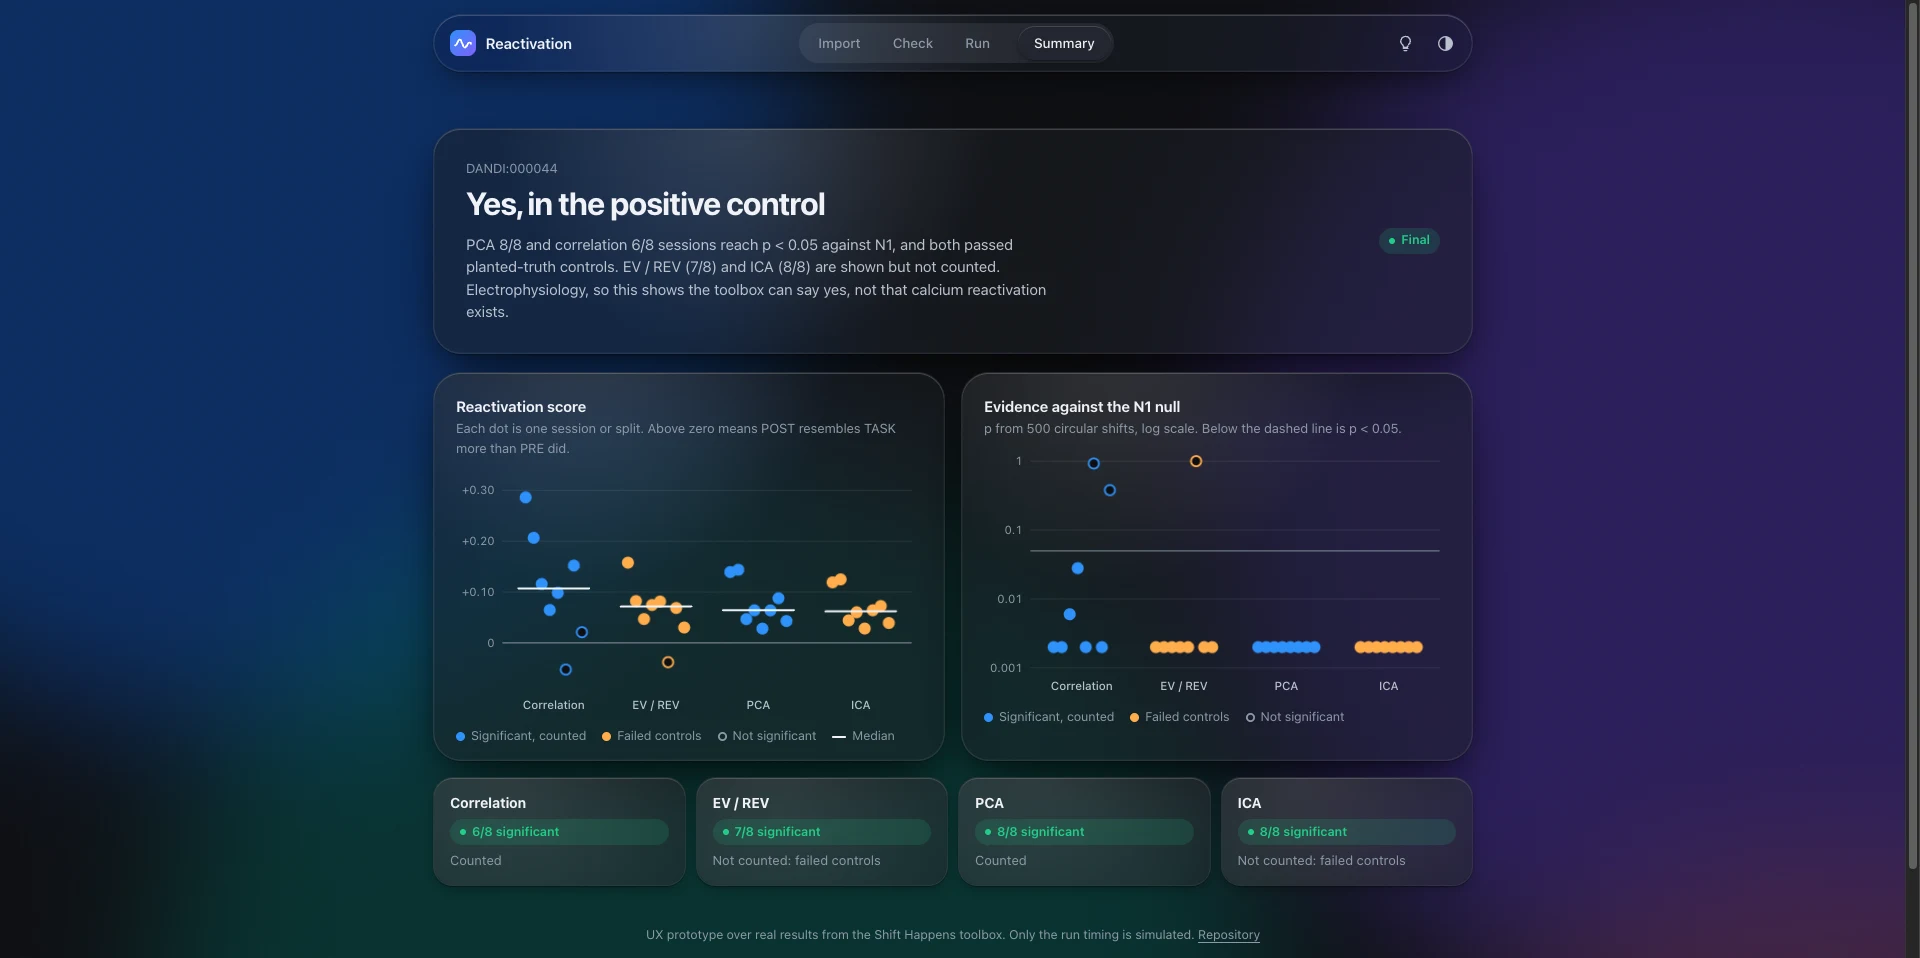 Reactivation
Import
Check
Run
Summary
DANDI:000044
Yes, in the positive control
PCA 8/8 and correlation 6/8 sessions reach p < 0.05 against N1, and both passed
planted-truth controls. EV / REV (7/8) and ICA (8/8) are shown but not counted.
Electrophysiology, so this shows the toolbox can say yes, not that calcium reactivation
exists.
Final
Reactivation score
Each dot is one session or split. Above zero means POST resembles TASK
more than PRE did.
+0.30
+0.20
+0.10
0
Correlation
EV / REV
PCA
ICA
Significant, counted
Failed controls
Not significant
Median
Evidence against the N1 null
p from 500 circular shifts, log scale. Below the dashed line is p < 0.05.
1
0.1
0.01
0.001
Correlation
EV / REV
PCA
ICA
Significant, counted
Failed controls
Not significant
Correlation
6/8 significant
Counted
EV / REV
7/8 significant
Not counted: failed controls
PCA
8/8 significant
Counted
ICA
8/8 significant
Not counted: failed controls
UX prototype over real results from the Shift Happens toolbox. Only the run timing is simulated. Repository